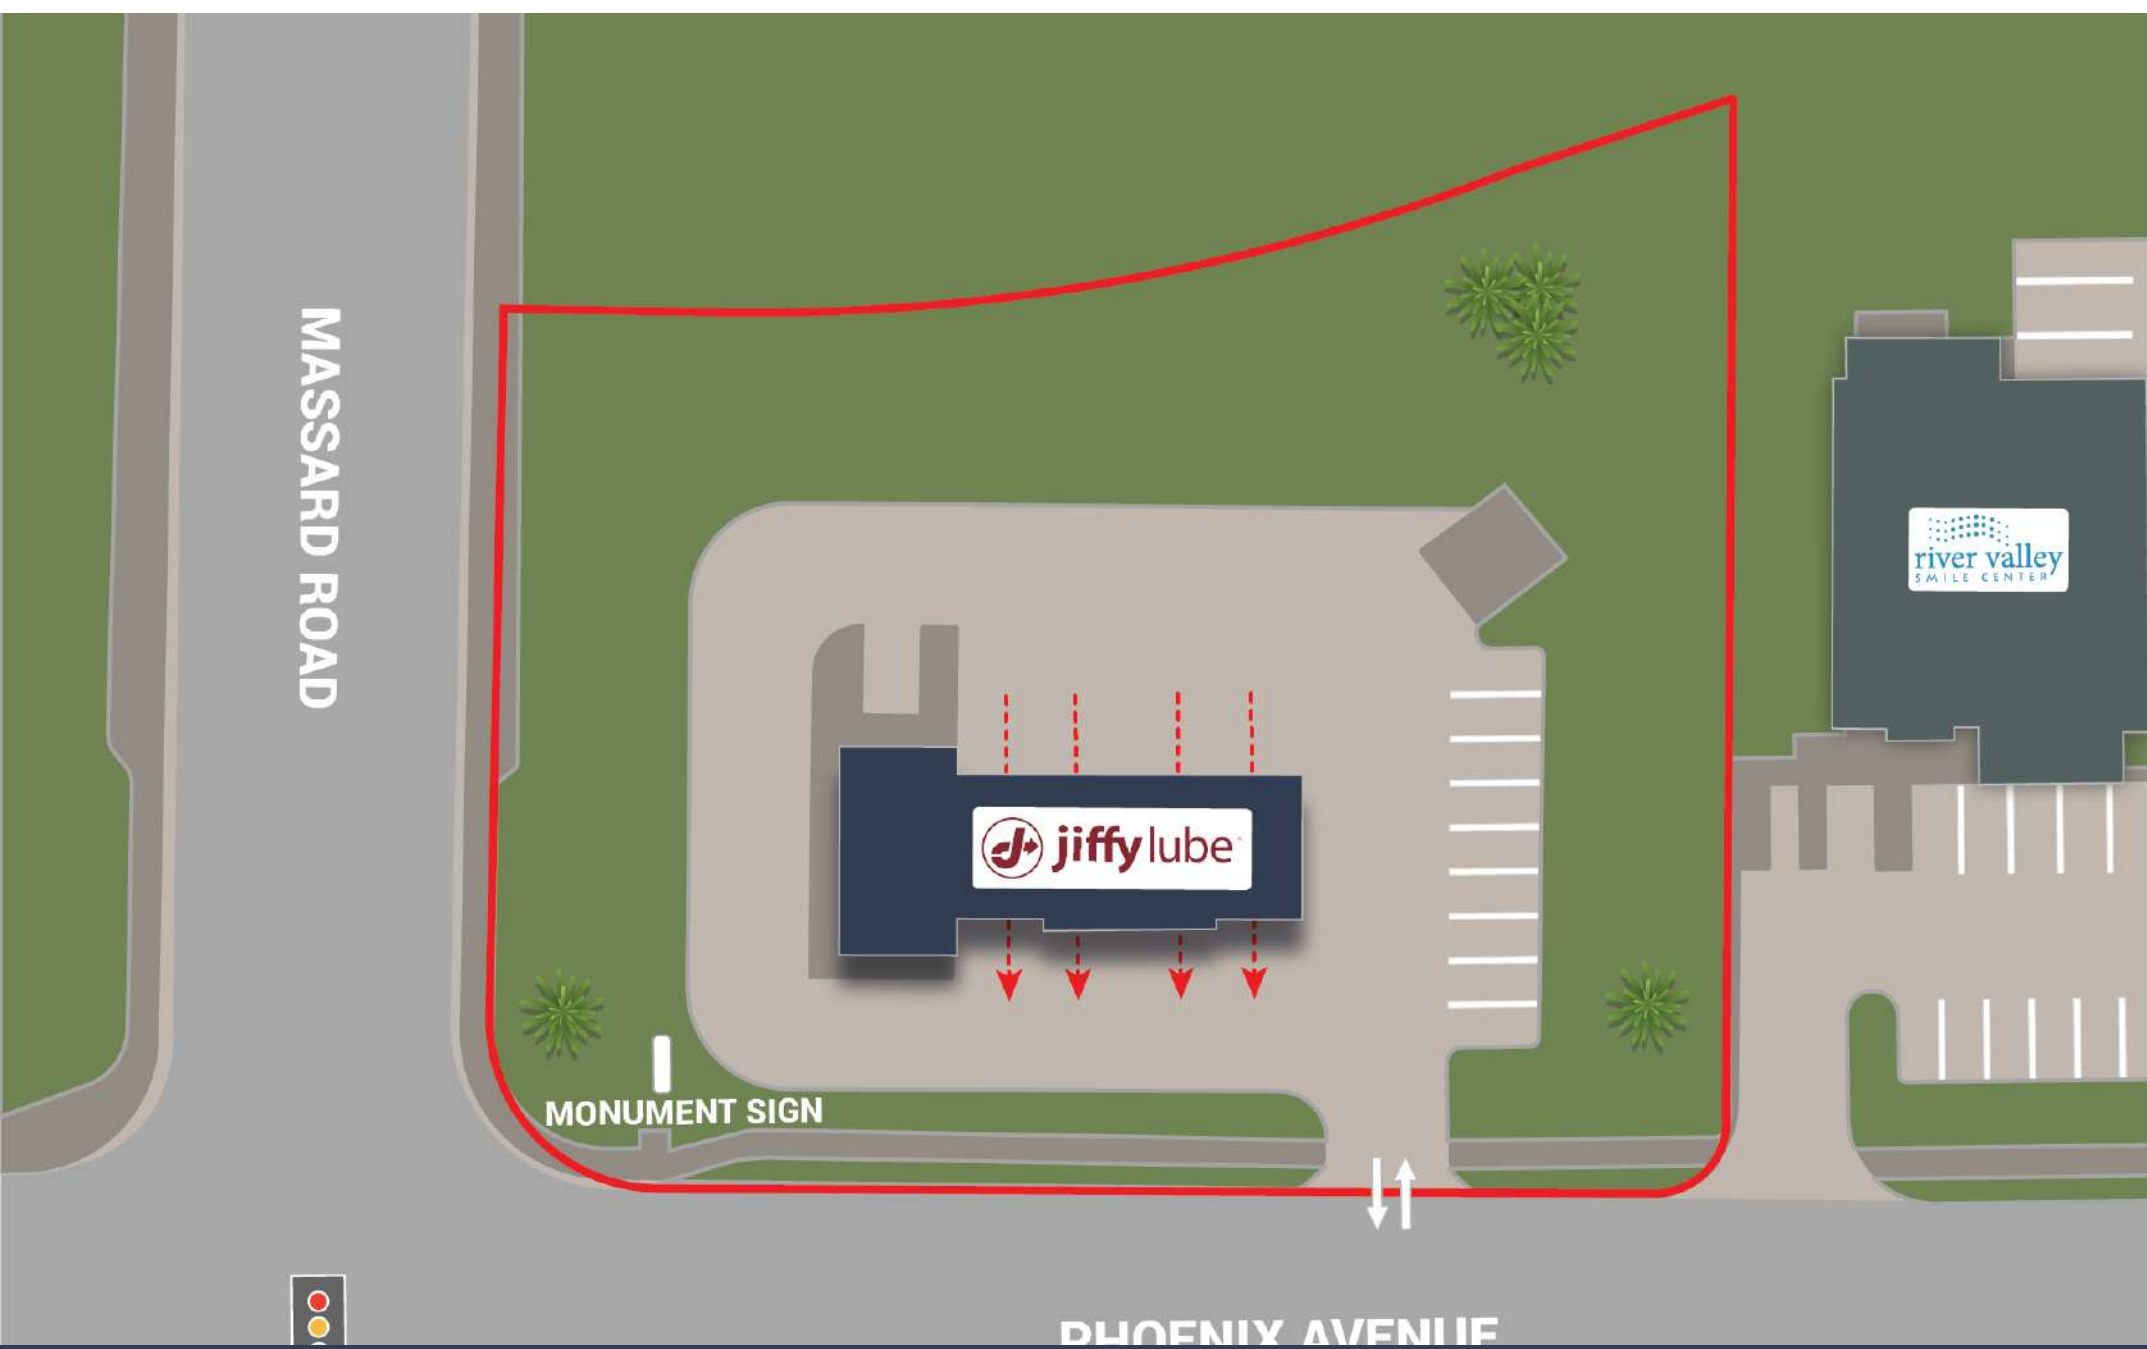 MASSARD ROAD
river valley
SMILE CENTER
jiffy lube
MONUMENT SIGN
PHOENIX AVENUE